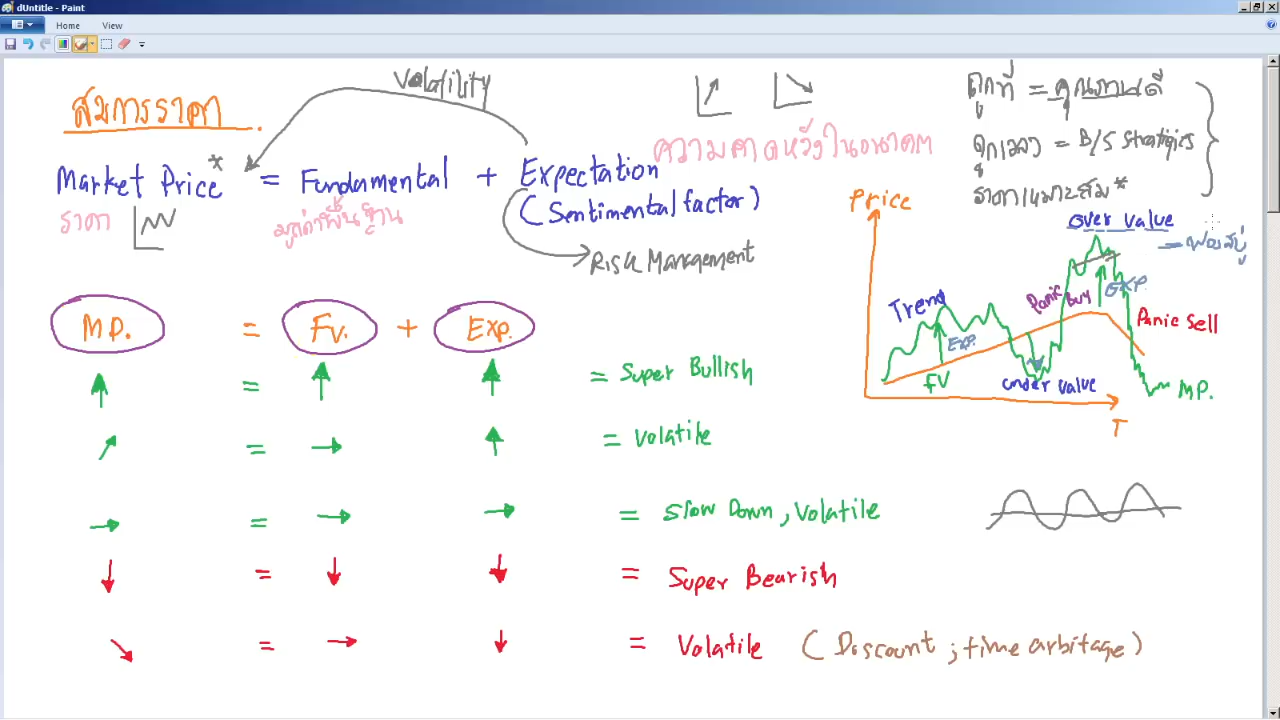 dUntitle - Paint
Home View
Volatility
สมการราคา
Market Price* = Fundamental + Expectation ความคาดหวังในอนาคต
(Sentimental factor)
ราคา
มูลค่าพื้นฐาน
Risk Management
ถูกที่ = คุณภาพดี
ถูกเวลา = B/S Strategies
ราคาเหมาะสม*
Price
over value
= ฟองสบู่
Trend
Panic Buy
EXP.
Exp.
Panic Sell
FV
under value
MP.
T
MP. = Fv. + Exp.
↑ = ↑ ↑ = Super Bullish
↗ = → ↑ = Volatile
→ = → → = Slow Down, Volatile
↓ = ↓ ↓ = Super Bearish
↘ = → ↓ = Volatile (Discount ; time arbitage)